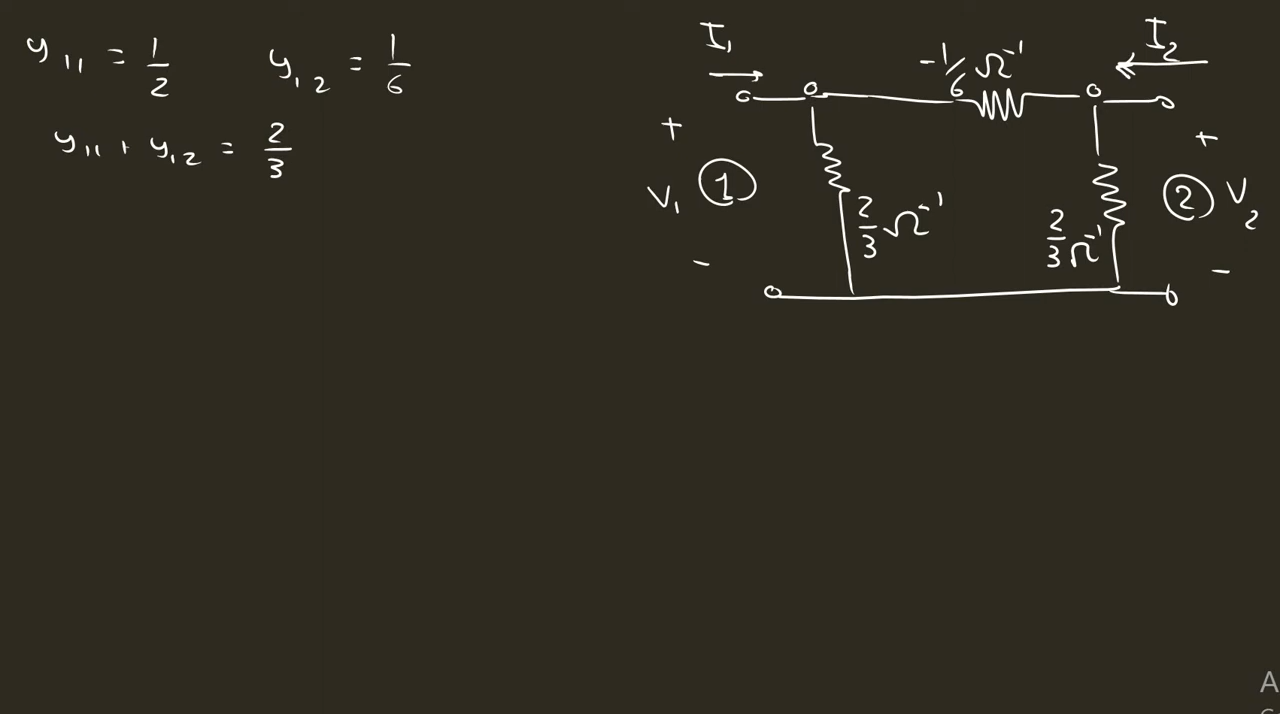 y₁₁ = 1/2 y₁₂ = 1/6
y₁₁ + y₁₂ = 2/3
I₁
-1/6 Ω⁻¹
I₂
+
V₁
-
①
2/3 Ω⁻¹
2/3 Ω⁻¹
②
+
V₂
-
A